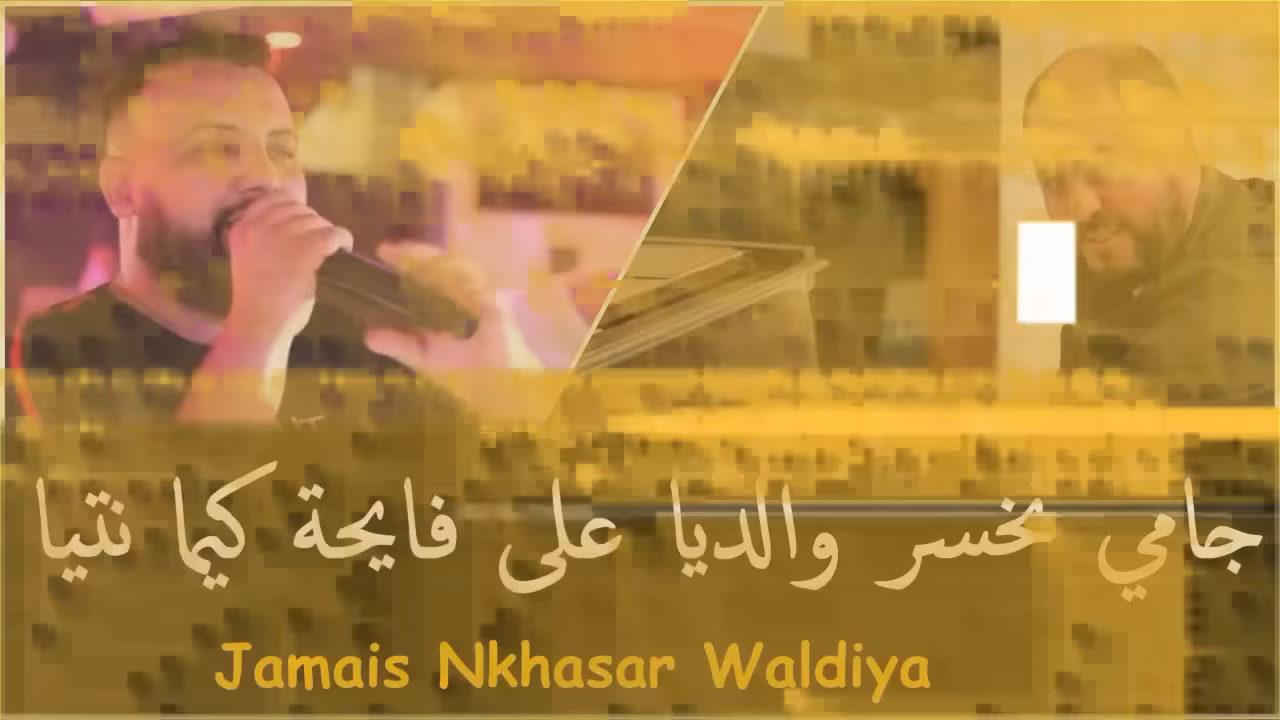 جامي نخسر والديا على فايحة كيما نتيا
Jamais Nkhasar Waldiya